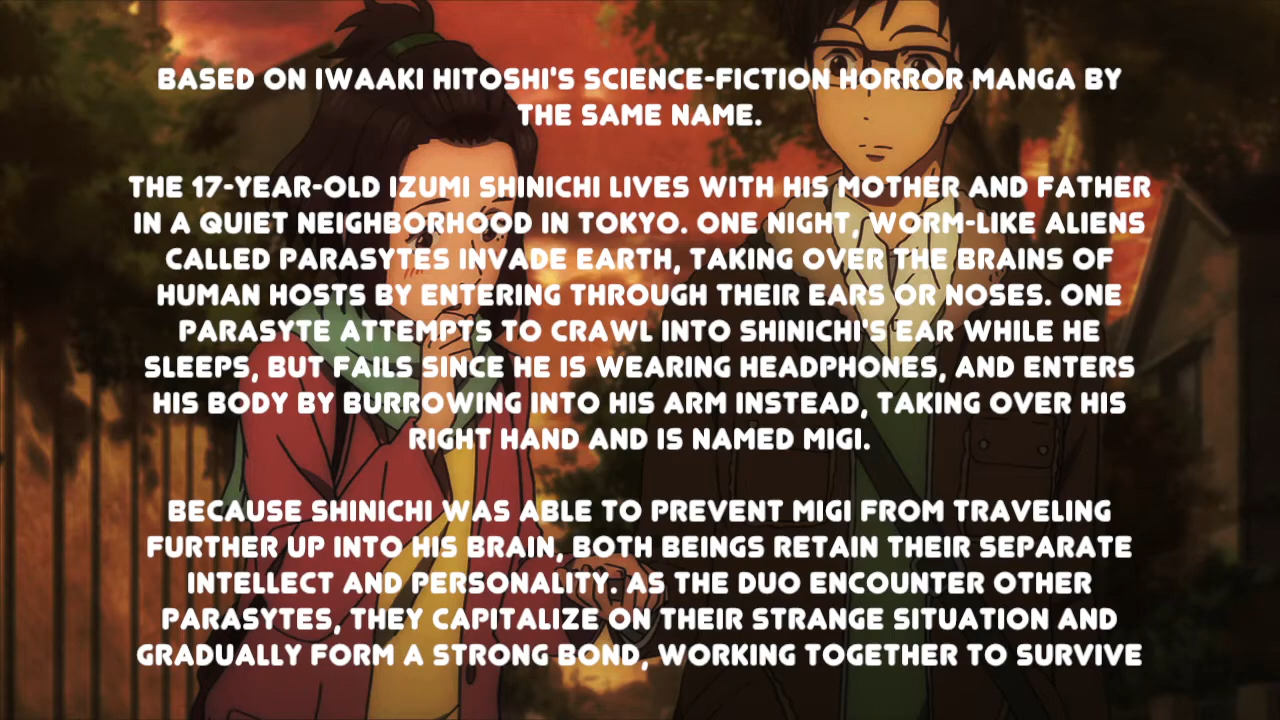 BASED ON IWAAKI HITOSHI'S SCIENCE-FICTION HORROR MANGA BY
THE SAME NAME.
THE 17-YEAR-OLD IZUMI SHINICHI LIVES WITH HIS MOTHER AND FATHER
IN A QUIET NEIGHBORHOOD IN TOKYO. ONE NIGHT, WORM-LIKE ALIENS
CALLED PARASYTES INVADE EARTH, TAKING OVER THE BRAINS OF
HUMAN HOSTS BY ENTERING THROUGH THEIR EARS OR NOSES. ONE
PARASYTE ATTEMPTS TO CRAWL INTO SHINICHI'S EAR WHILE HE
SLEEPS, BUT FAILS SINCE HE IS WEARING HEADPHONES, AND ENTERS
HIS BODY BY BURROWING INTO HIS ARM INSTEAD, TAKING OVER HIS
RIGHT HAND AND IS NAMED MIGI.
BECAUSE SHINICHI WAS ABLE TO PREVENT MIGI FROM TRAVELING
FURTHER UP INTO HIS BRAIN, BOTH BEINGS RETAIN THEIR SEPARATE
INTELLECT AND PERSONALITY. AS THE DUO ENCOUNTER OTHER
PARASYTES, THEY CAPITALIZE ON THEIR STRANGE SITUATION AND
GRADUALLY FORM A STRONG BOND, WORKING TOGETHER TO SURVIVE